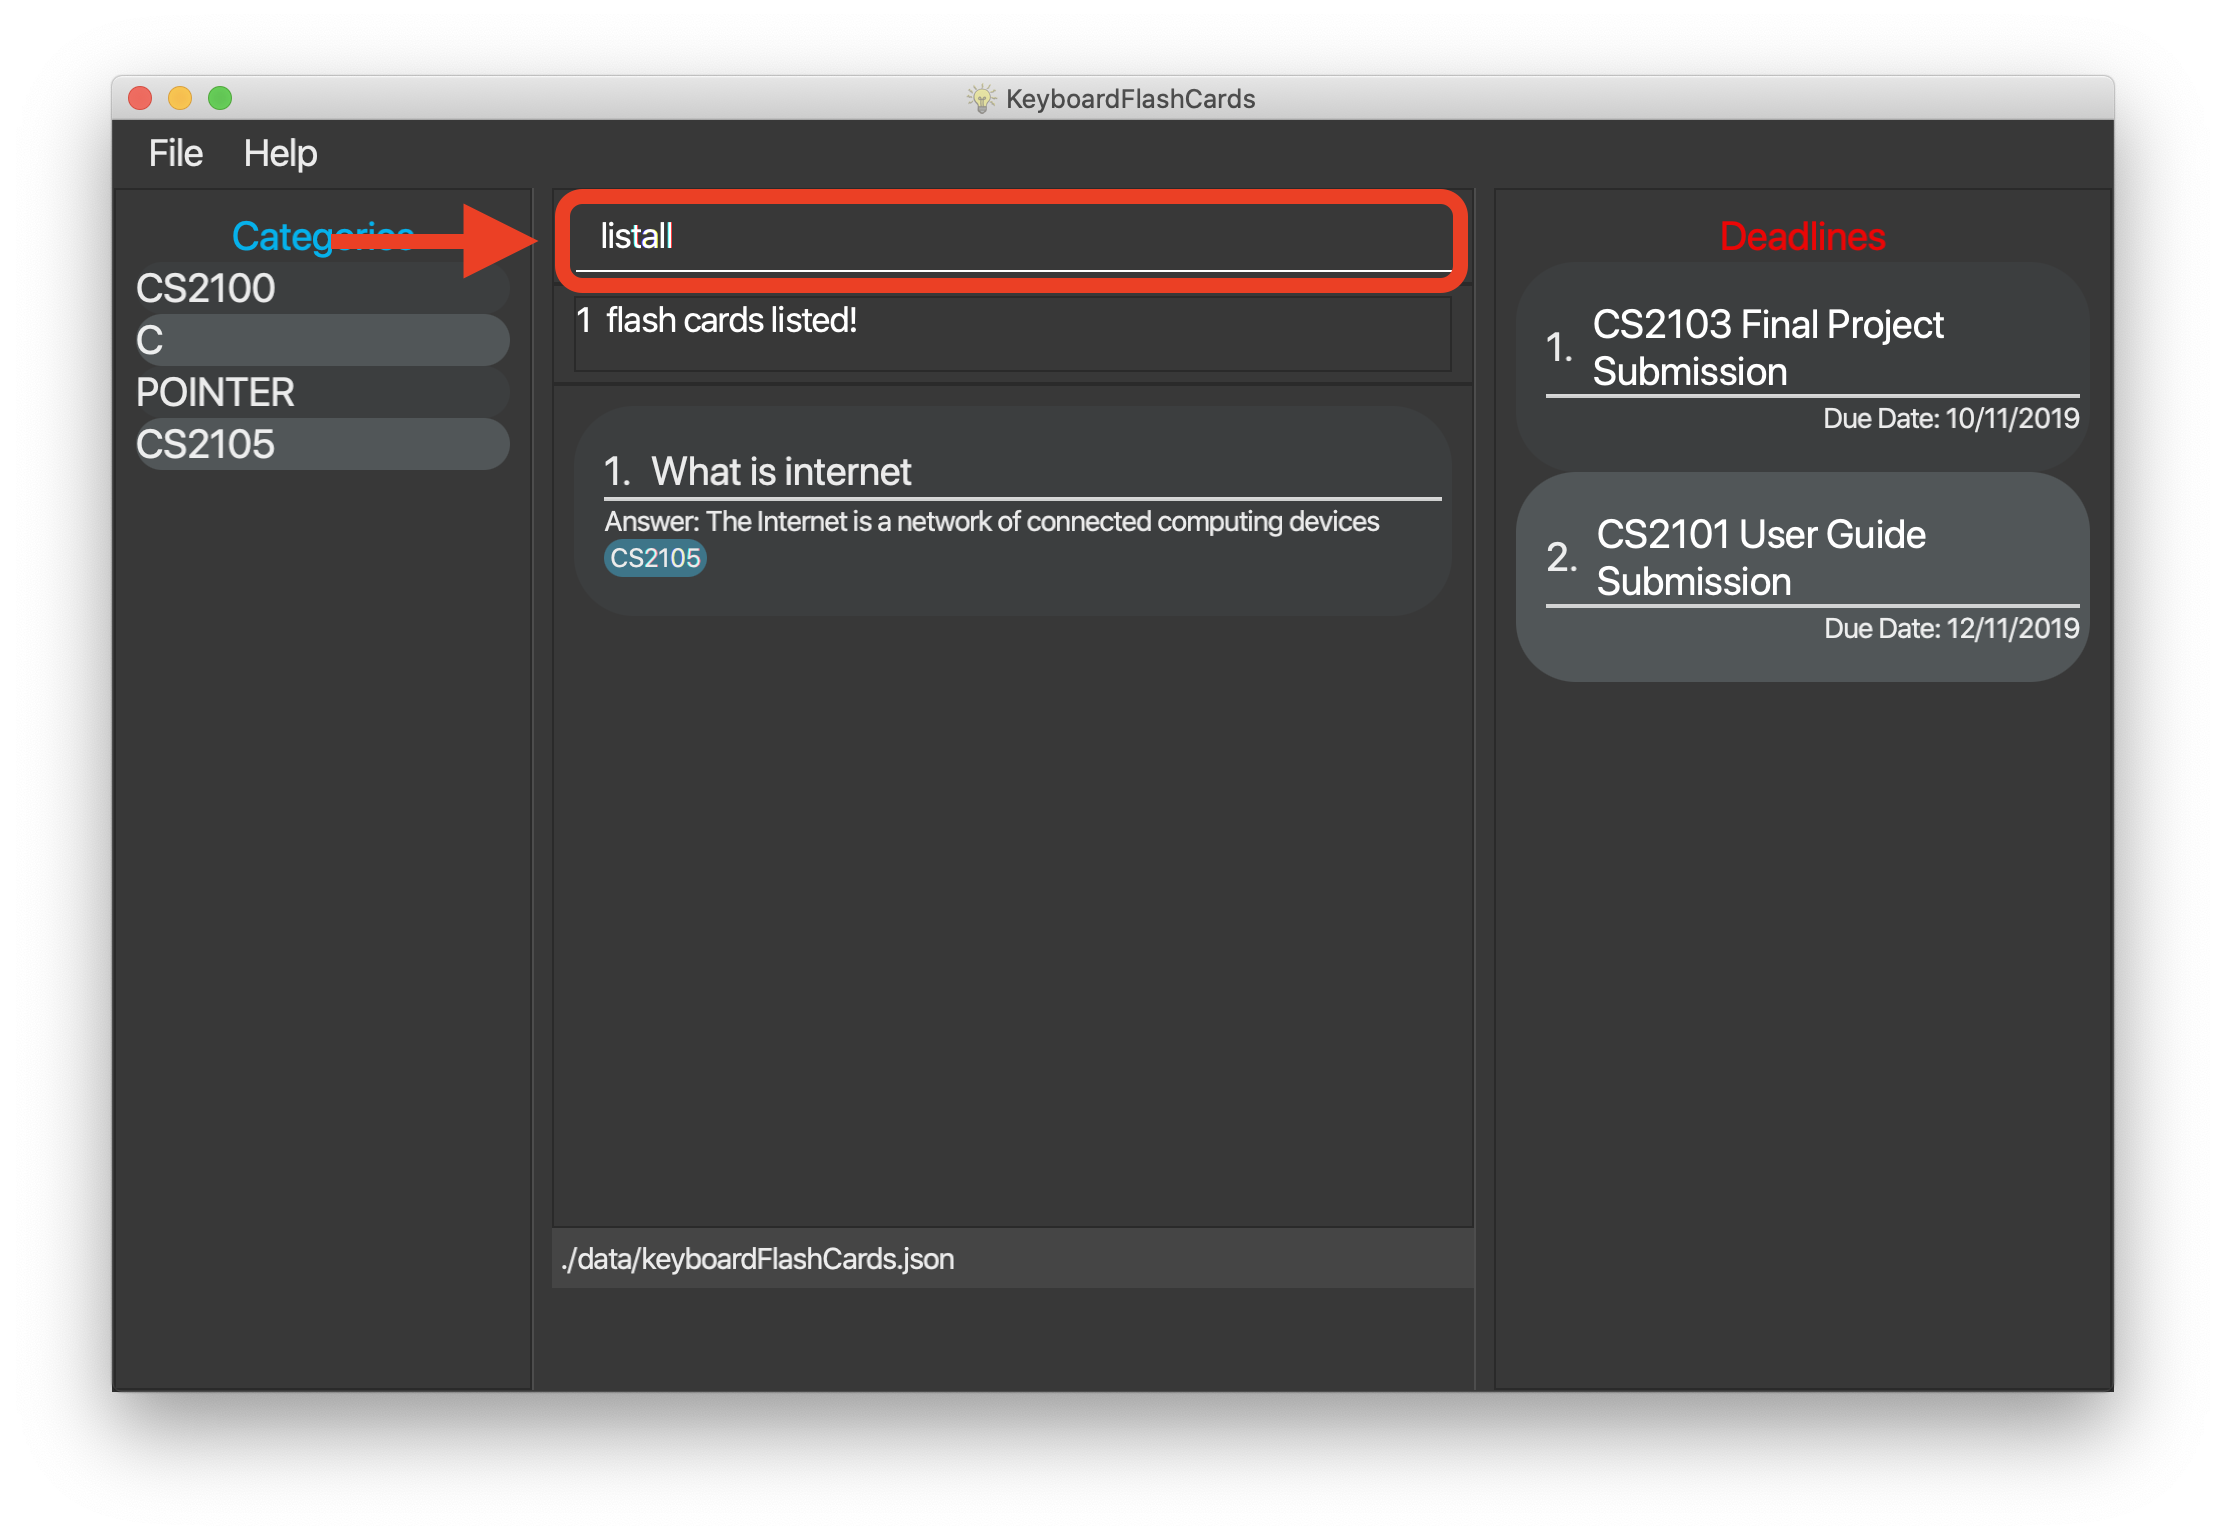 KeyboardFlashCards
File Help
Categories
CS2100
C
POINTER
CS2105
listall
1 flash cards listed!
1. What is internet
Answer: The Internet is a network of connected computing devices
CS2105
./data/keyboardFlashCards.json
Deadlines
1. CS2103 Final Project
Submission
Due Date: 10/11/2019
2. CS2101 User Guide
Submission
Due Date: 12/11/2019